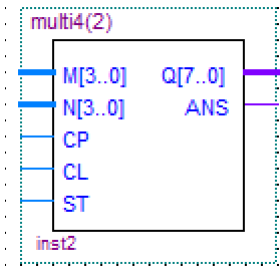 multi4(2)
M[3..0] Q[7..0]
N[3..0] ANS
CP
CL
ST
inst2